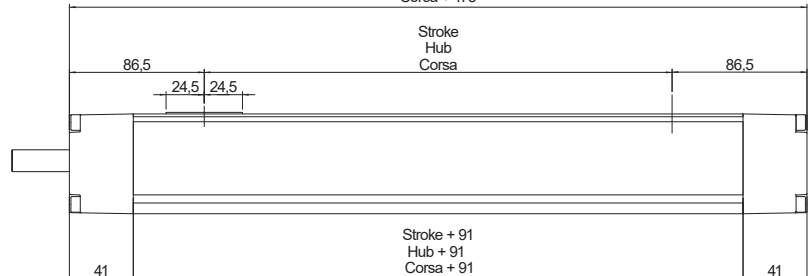 Stroke
Hub
86,5 Corsa 86,5
24,5 24,5
Stroke + 91
Hub + 91
41 Corsa + 91 41